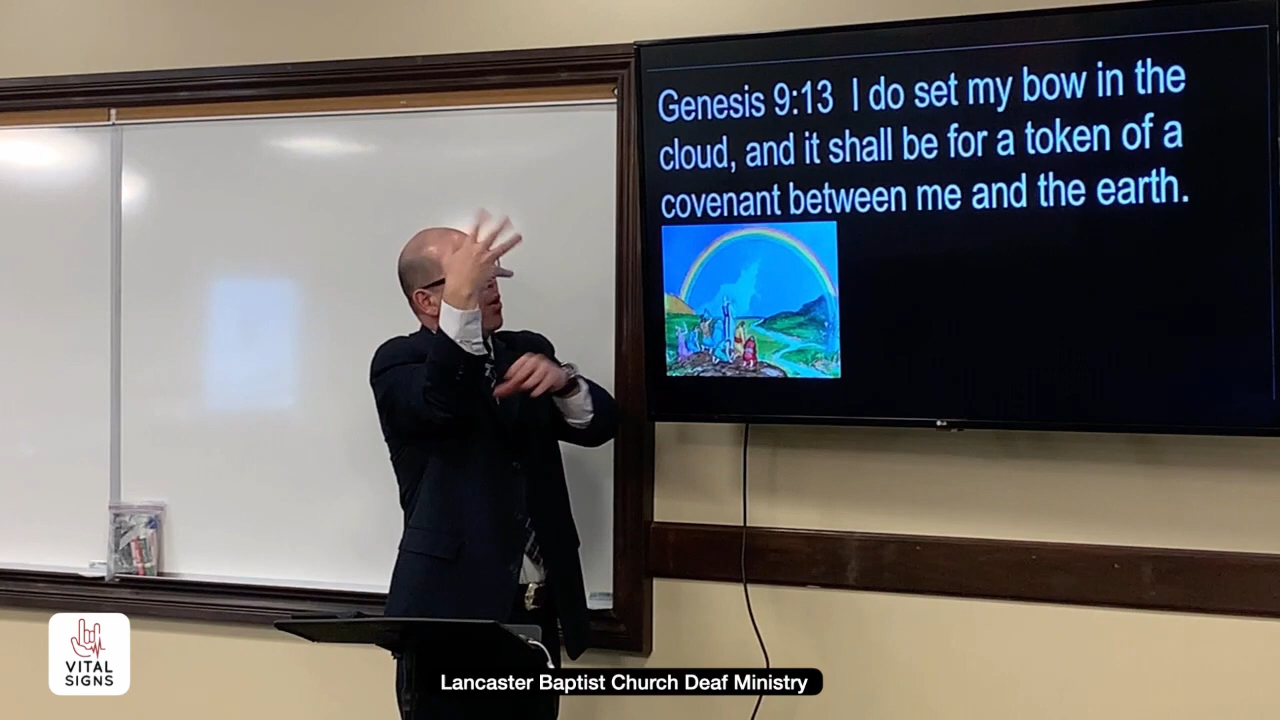 Genesis 9:13 I do set my bow in the
cloud, and it shall be for a token of a
covenant between me and the earth.
LG
VITAL
SIGNS
Lancaster Baptist Church Deaf Ministry